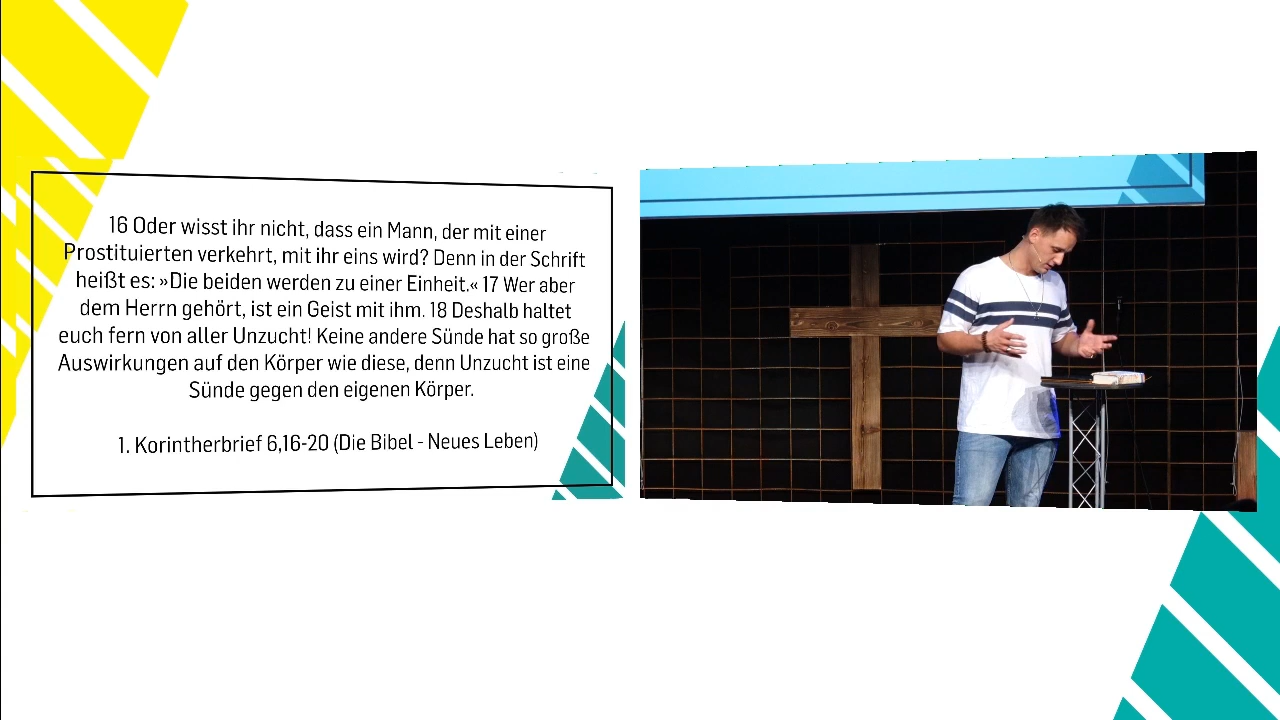 16 Oder wisst ihr nicht, dass ein Mann, der mit einer
Prostituierten verkehrt, mit ihr eins wird? Denn in der Schrift
heißt es: »Die beiden werden zu einer Einheit.« 17 Wer aber
dem Herrn gehört, ist ein Geist mit ihm. 18 Deshalb haltet
euch fern von aller Unzucht! Keine andere Sünde hat so große
Auswirkungen auf den Körper wie diese, denn Unzucht ist eine
Sünde gegen den eigenen Körper.
1. Korintherbrief 6,16-20 (Die Bibel - Neues Leben)